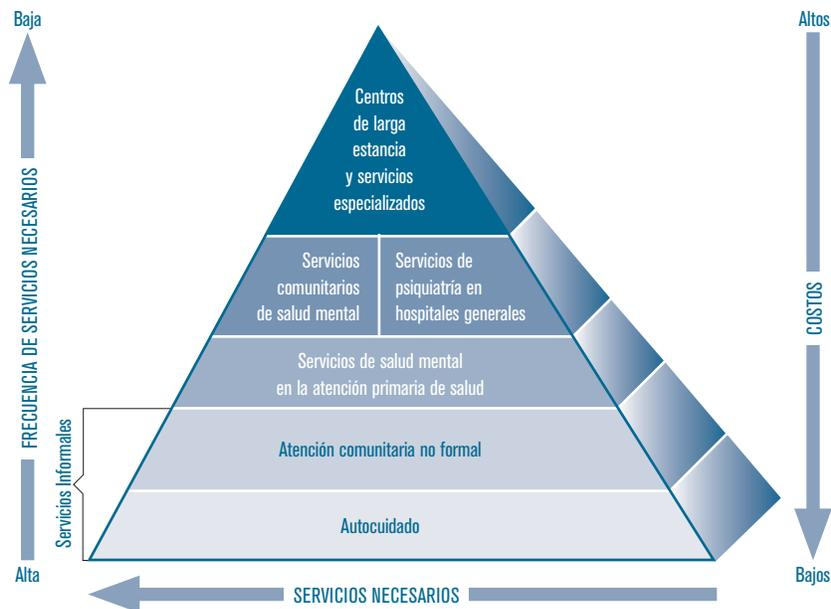 Baja
Altos
FRECUENCIA DE SERVICIOS NECESARIOS
COSTOS
Centros
de larga
estancia
y servicios
especializados
Servicios
comunitarios
de salud mental
Servicios de
psiquiatría en
hospitales generales
Servicios de salud mental
en la atención primaria de salud
Servicios Informales
Atención comunitaria no formal
Autocuidado
Alta
Bajos
SERVICIOS NECESARIOS